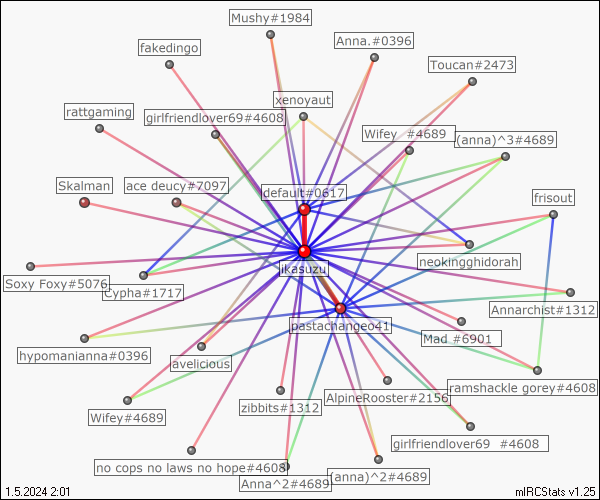 Mushy#1984
Anna.#0396
fakedingo
Toucan#2473
xenoyaut
rattgaming
girlfriendlover69#4608
Wifey #4689
(anna)^3#4689
Skalman
ace deucy#7097
default#0617
frisout
neokingghidorah
likasuzu
Soxy Foxy#5076
Cypha#1717
Annarchist#1312
pastachangeo41
Mad #6901
hypomanianna#0396
avelicious
ramshackle gorey#4608
AlpineRooster#2156
zibbits#1312
Wifey#4689
girlfriendlover69 #4608
no cops no laws no hope#4608
(anna)^2#4689
Anna^2#4689
1.5.2024 2:01
mIRCStats v1.25